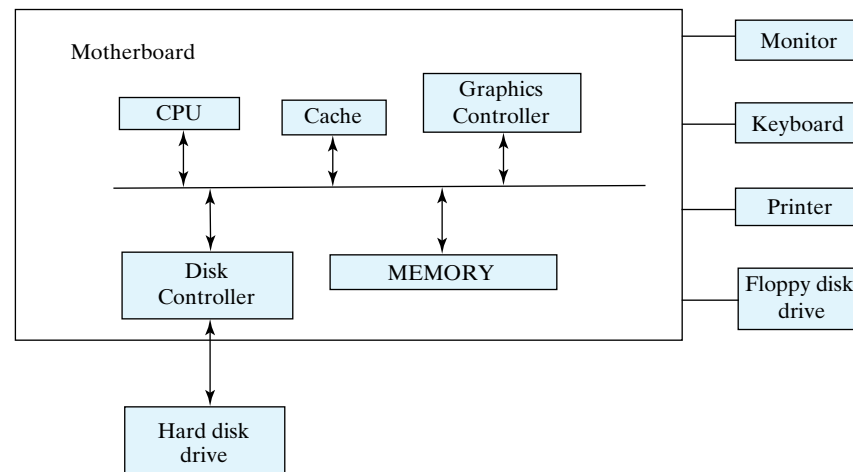 Motherboard
CPU
Cache
Graphics
Controller
Disk
Controller
MEMORY
Hard disk
drive
Monitor
Keyboard
Printer
Floppy disk
drive